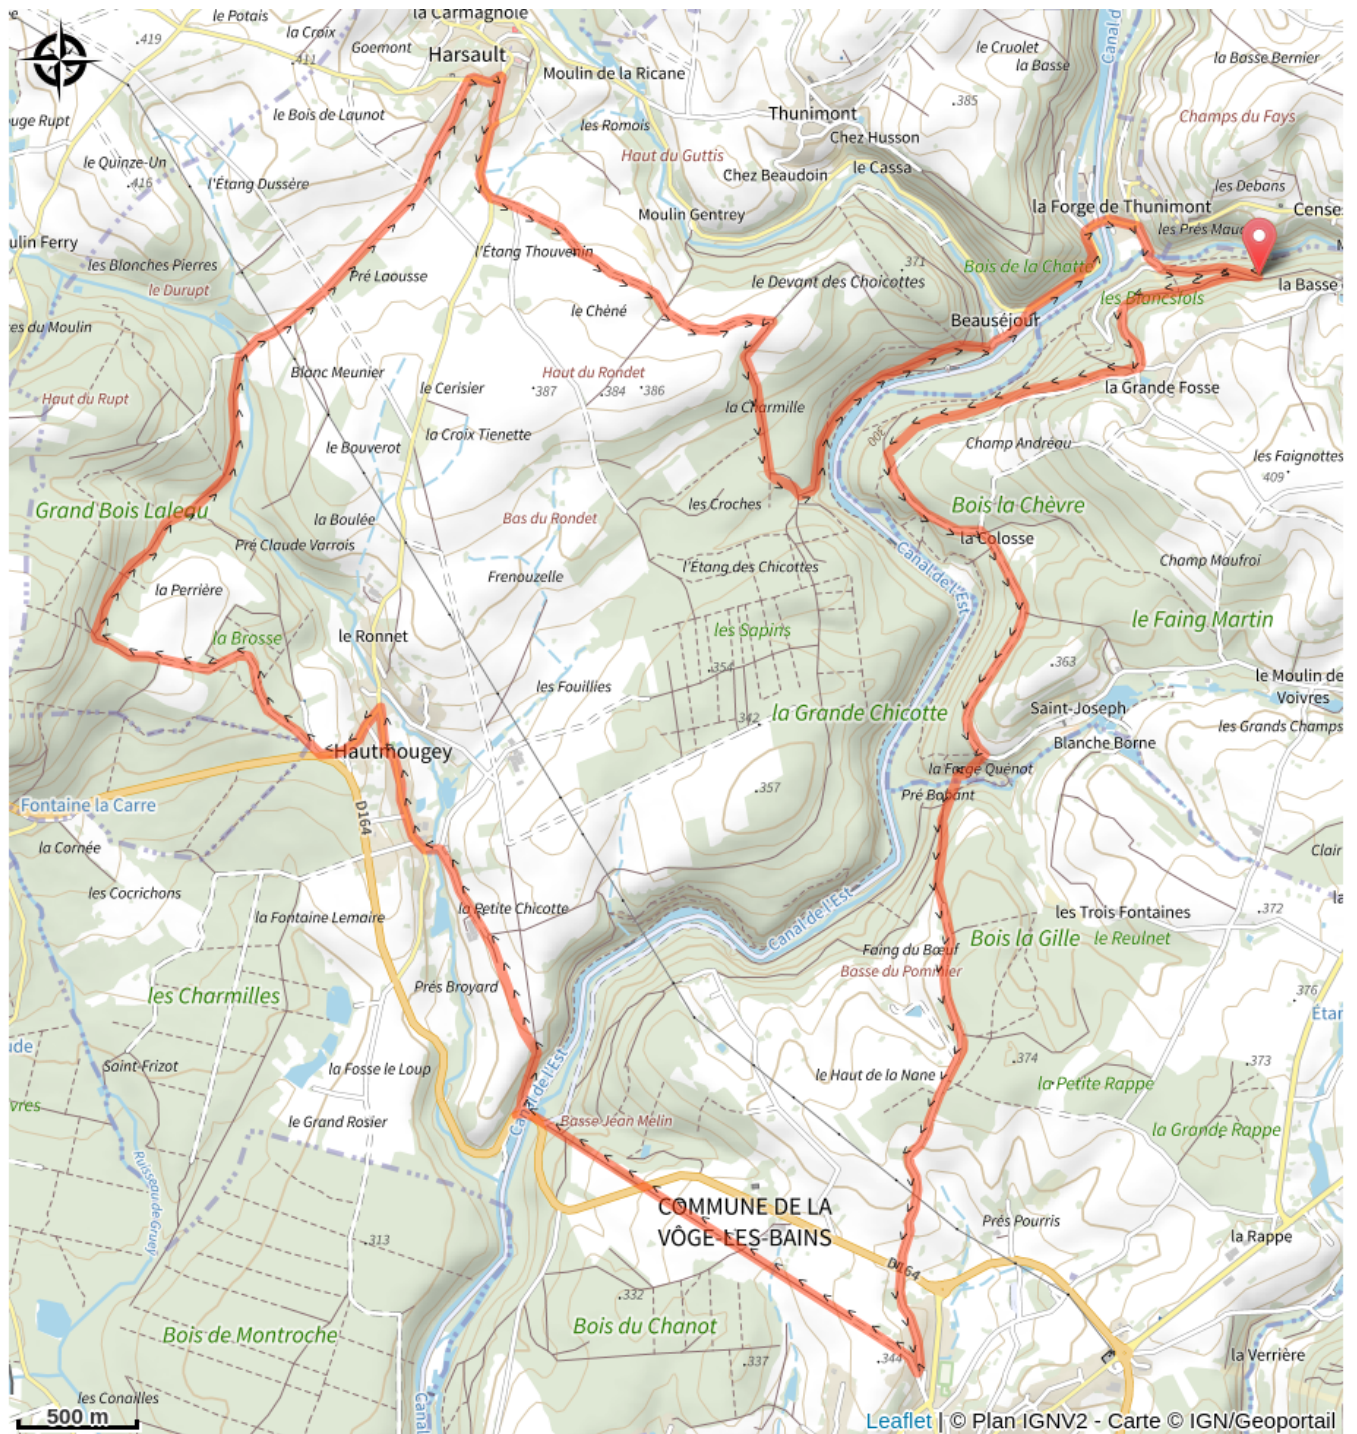 le Potais
la Carmagnole
la Croix
419
Goemont
411
Harsault
Moulin de la Ricane
le Cruolet
la Basse
la Basse Bernier
Canal d
385
Thunimont
Champs du Fays
uge Rupt
le Bois de Launot
les Romois
Chez Husson
le Quinze-Un
416
l'Étang Dussère
Haut du Guttis
Chez Beaudoin
le Cassa
les Debans
Moulin Gentrey
la Forge de Thunimont
Cense
ulin Ferry
les Prés Mauc
l'Étang Thouvenin
les Blanches Pierres
le Durupt
Pré Laousse
371
Bois de la Chatte
le Devant des Choicottes
la Basse
les Blancslois
es du Moulin
le Chêné
Beauséjour
Blanc Meunier
le Cerisier
Haut du Rondet
387
384
386
la Grande Fosse
Haut du Rupt
la Charmille
la Croix Tienette
300
le Bouverot
Champ Andréou
les Faignottes
409
Grand Bois Laleau
la Boulée
Bas du Rondet
les Croches
Bois la Chèvre
la Colosse
Pré Claude Varrois
Canal de l'Est
Champ Maufroi
Frenouzelle
l'Étang des Chicottes
la Perrière
la Brosse
le Ronnet
les Sapins
le Faing Martin
354
363
le Moulin de
Voivres
les Fouillies
342
la Grande Chicotte
Saint-Joseph
les Grands Champs
Hautmougey
Blanche Borne
la Forge Quénot
357
Pré Bobant
Fontaine la Carre
D164
la Cornée
Clair
les Cocrichons
la Fontaine Lemaire
la Petite Chicotte
Canal de l'Est
les Trois Fontaines
372
Bois la Gille
le Reulnet
Faing du Bœuf
Basse du Pommier
les Charmilles
Prés Broyard
376
Étan
ude
Saint-Frizot
la Fosse le Loup
Canal de l'Est
le Haut de la Nane
374
373
la Petite Rappe
vres
le Grand Rosier
Basse Jean Melin
la Grande Rappe
Ruisseau de Gruey
COMMUNE DE LA
VÔGE-LES-BAINS
Prés Pourris
313
la Rappe
D164
332
Bois de Montroche
Bois du Chanot
344
337
la Verrière
les Conailles
Canal
500 m
Leaflet | © Plan IGNV2 - Carte © IGN/Geoportail